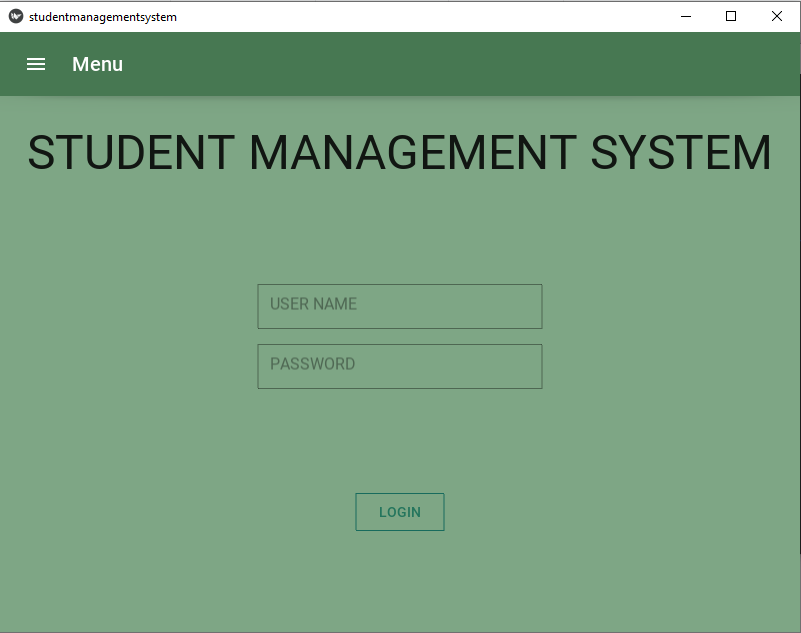 studentmanagementsystem
Menu
STUDENT MANAGEMENT SYSTEM
USER NAME
PASSWORD
LOGIN